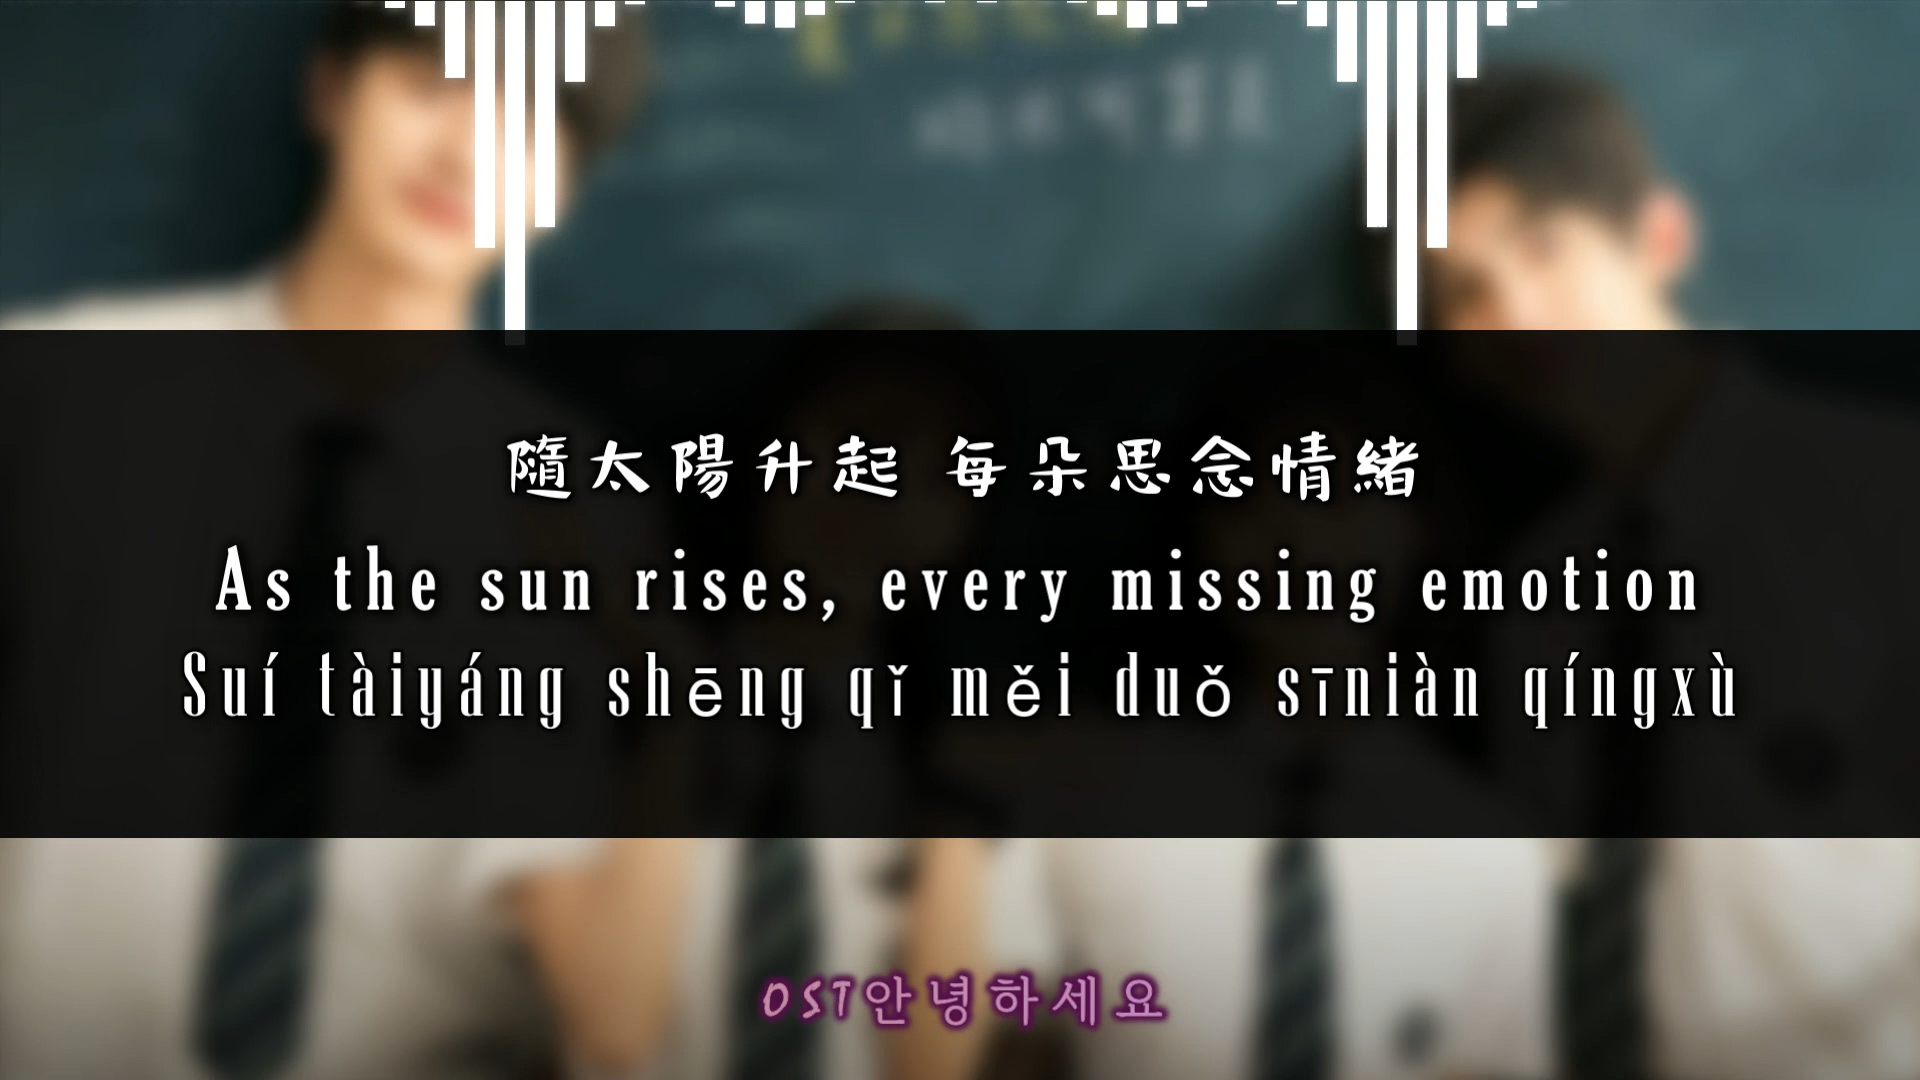 隨太陽升起 每朵思念情緒
As the sun rises, every missing emotion
Suí tàiyáng shēng qǐ měi duǒ sīniàn qíngxù
OST안녕하세요